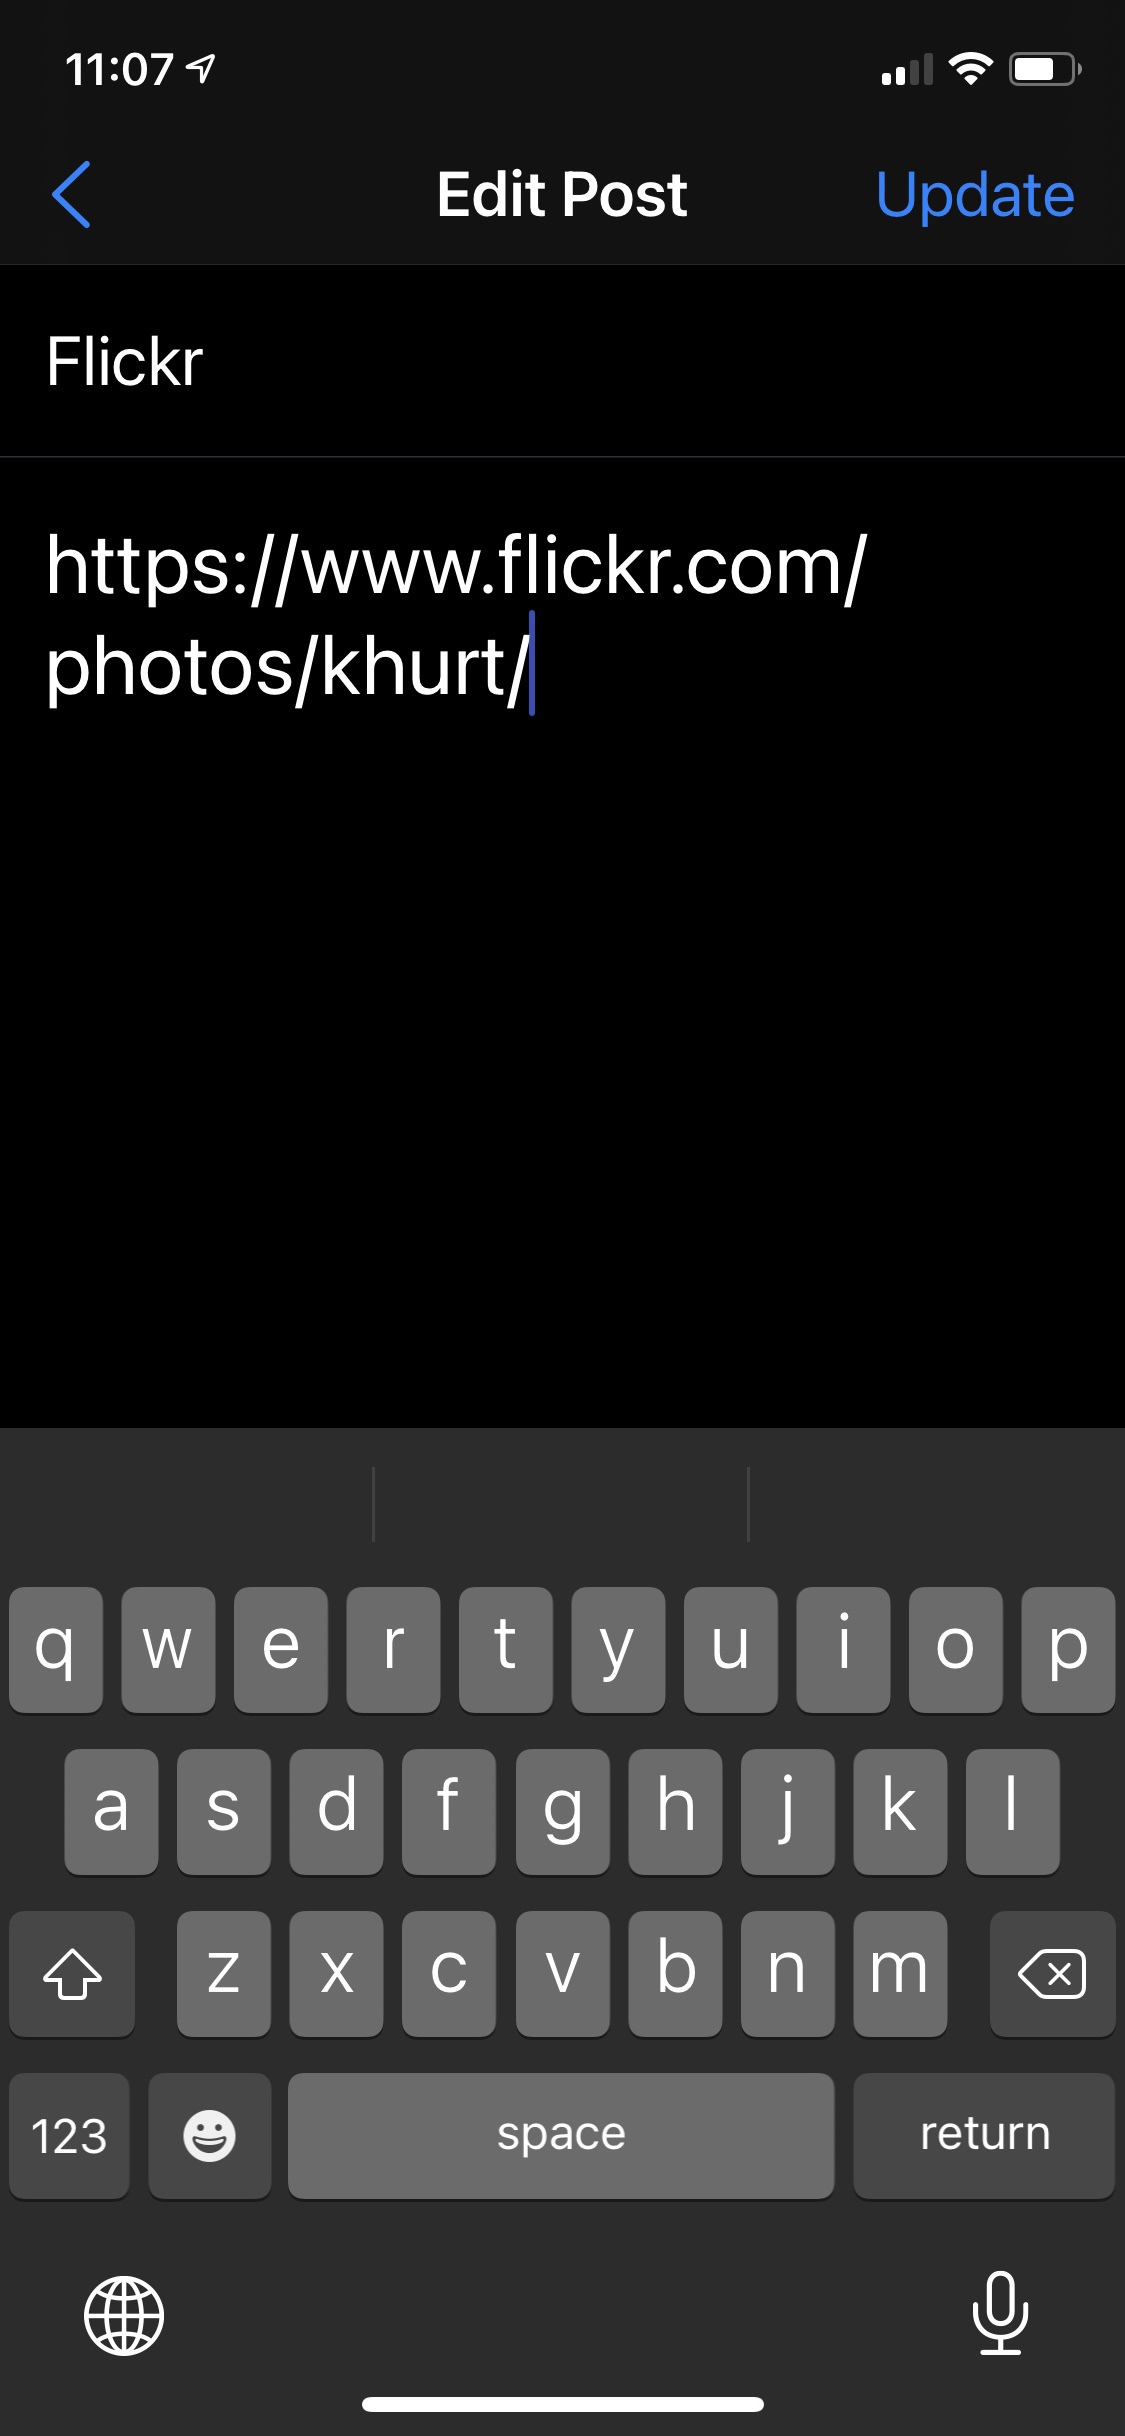 11:07
Edit Post Update
Flickr
https://www.flickr.com/
photos/khurt/
q w e r t y u i o p
a s d f g h j k l
z x c v b n m
123 space return